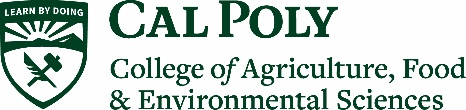 LEARN BY DOING
CAL POLY
College of Agriculture, Food
& Environmental Sciences